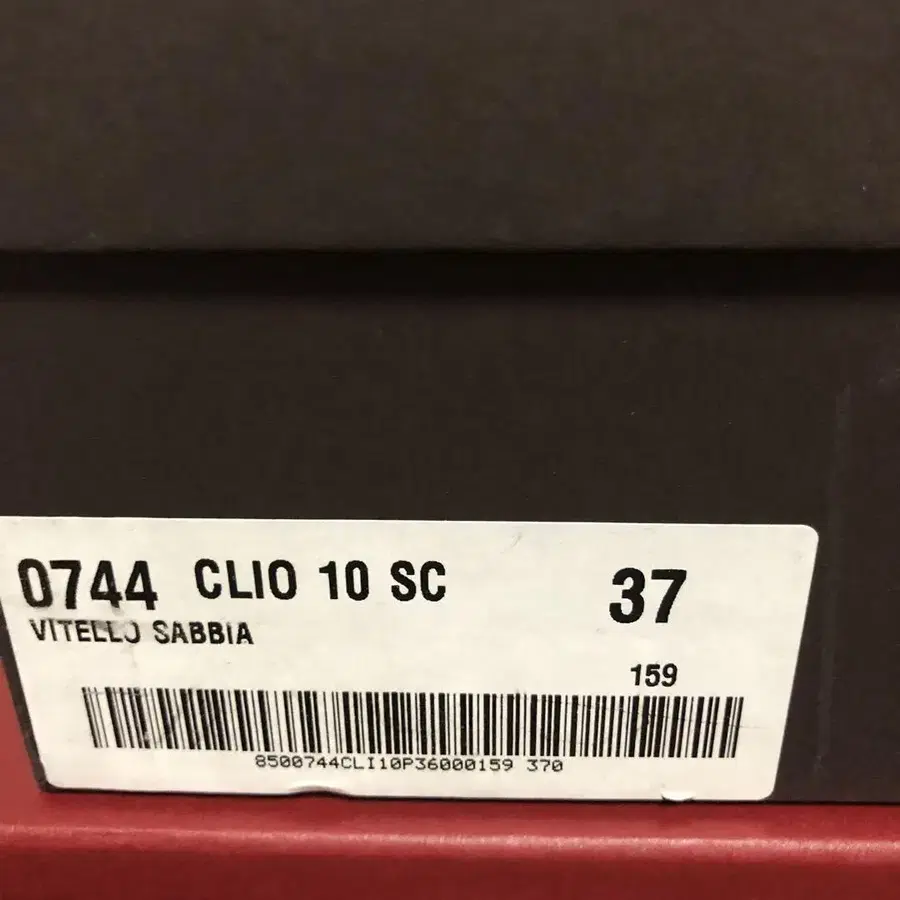 0744 CLIO 10 SC 37
VITELLO SABBIA
159
8500744CLI10P36000159 370